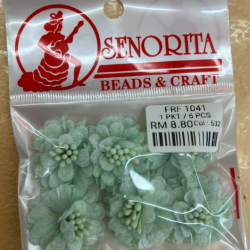 SENORITA
BEADS & CRAFT
FRF 1041
1 PKT / 6 PCS
RM 8.80 Col : 532